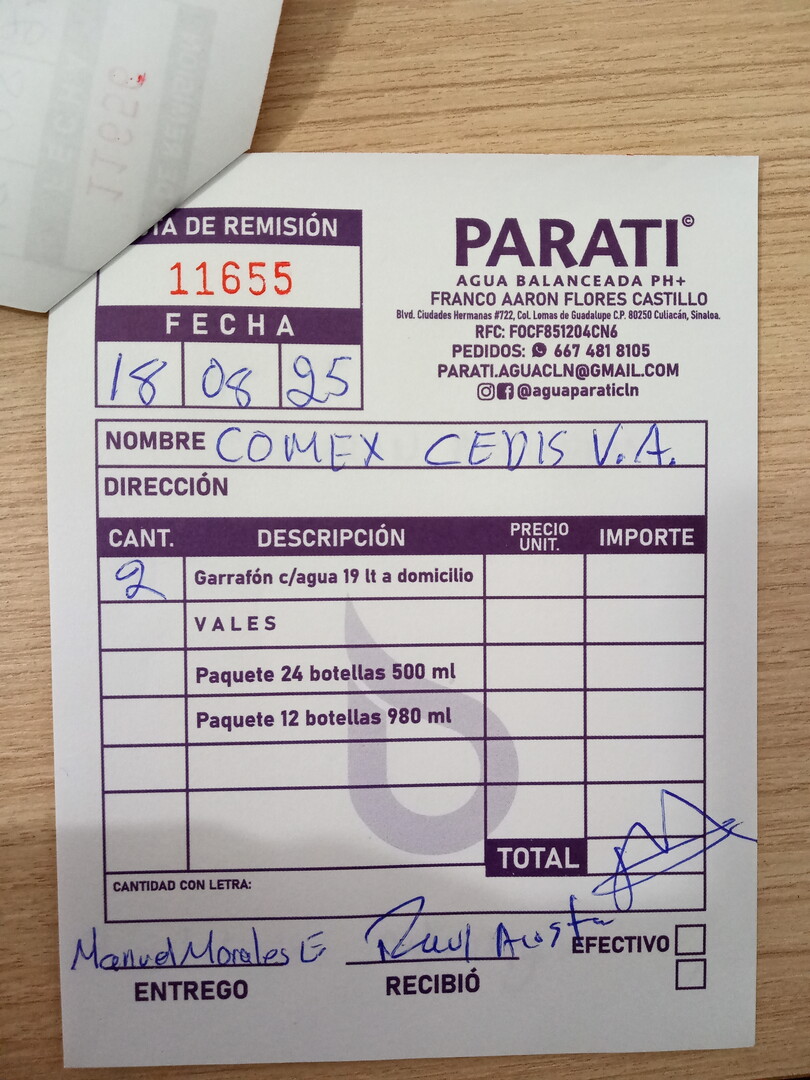 11656
TA DE REMISIÓN
11655
FECHA
18 08 25
PARATI©
AGUA BALANCEADA PH+
FRANCO AARON FLORES CASTILLO
Blvd. Ciudades Hermanas #722, Col. Lomas de Guadalupe C.P. 80250 Culiacán, Sinaloa.
RFC: FOCF851204CN6
PEDIDOS: 667 481 8105
PARATI.AGUACLN@GMAIL.COM
@aguaparaticln
NOMBRE COMEX CEDIS V.A.
DIRECCIÓN
CANT. DESCRIPCIÓN PRECIO UNIT. IMPORTE
2 Garrafón c/agua 19 lt a domicilio
VALES
Paquete 24 botellas 500 ml
Paquete 12 botellas 980 ml
TOTAL
CANTIDAD CON LETRA:
Manuel Morales E Raul Acosta EFECTIVO
ENTREGO RECIBIÓ